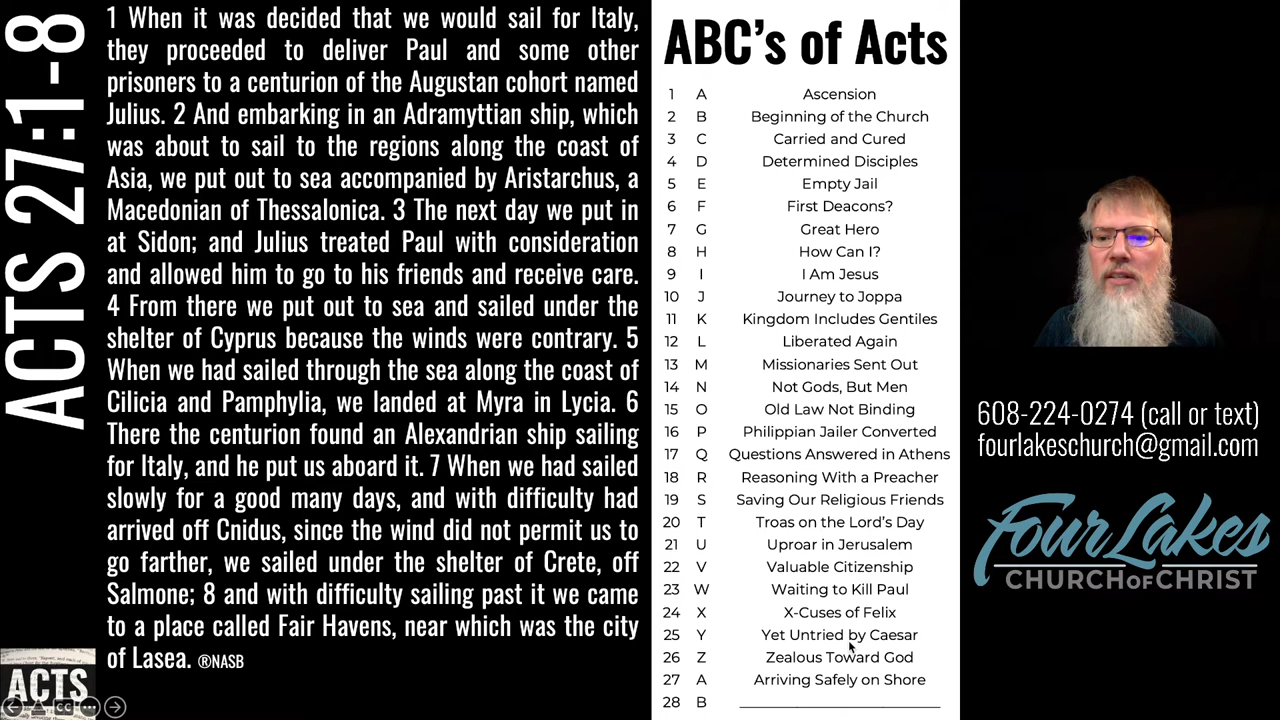 ACTS 27:1-8
1 When it was decided that we would sail for Italy,
they proceeded to deliver Paul and some other
prisoners to a centurion of the Augustan cohort named
Julius. 2 And embarking in an Adramyttian ship, which
was about to sail to the regions along the coast of
Asia, we put out to sea accompanied by Aristarchus, a
Macedonian of Thessalonica. 3 The next day we put in
at Sidon; and Julius treated Paul with consideration
and allowed him to go to his friends and receive care.
4 From there we put out to sea and sailed under the
shelter of Cyprus because the winds were contrary. 5
When we had sailed through the sea along the coast of
Cilicia and Pamphylia, we landed at Myra in Lycia. 6
There the centurion found an Alexandrian ship sailing
for Italy, and he put us aboard it. 7 When we had sailed
slowly for a good many days, and with difficulty had
arrived off Cnidus, since the wind did not permit us to
go farther, we sailed under the shelter of Crete, off
Salmone; 8 and with difficulty sailing past it we came
to a place called Fair Havens, near which was the city
of Lasea. ®NASB
ACTS
CC
ABC's of Acts
1 A Ascension
2 B Beginning of the Church
3 C Carried and Cured
4 D Determined Disciples
5 E Empty Jail
6 F First Deacons?
7 G Great Hero
8 H How Can I?
9 I I Am Jesus
10 J Journey to Joppa
11 K Kingdom Includes Gentiles
12 L Liberated Again
13 M Missionaries Sent Out
14 N Not Gods, But Men
15 O Old Law Not Binding
16 P Philippian Jailer Converted
17 Q Questions Answered in Athens
18 R Reasoning With a Preacher
19 S Saving Our Religious Friends
20 T Troas on the Lord's Day
21 U Uproar in Jerusalem
22 V Valuable Citizenship
23 W Waiting to Kill Paul
24 X X-Cuses of Felix
25 Y Yet Untried by Caesar
26 Z Zealous Toward God
27 A Arriving Safely on Shore
28 B
608-224-0274 (call or text)
fourlakeschurch@gmail.com
Four Lakes
CHURCH OF CHRIST